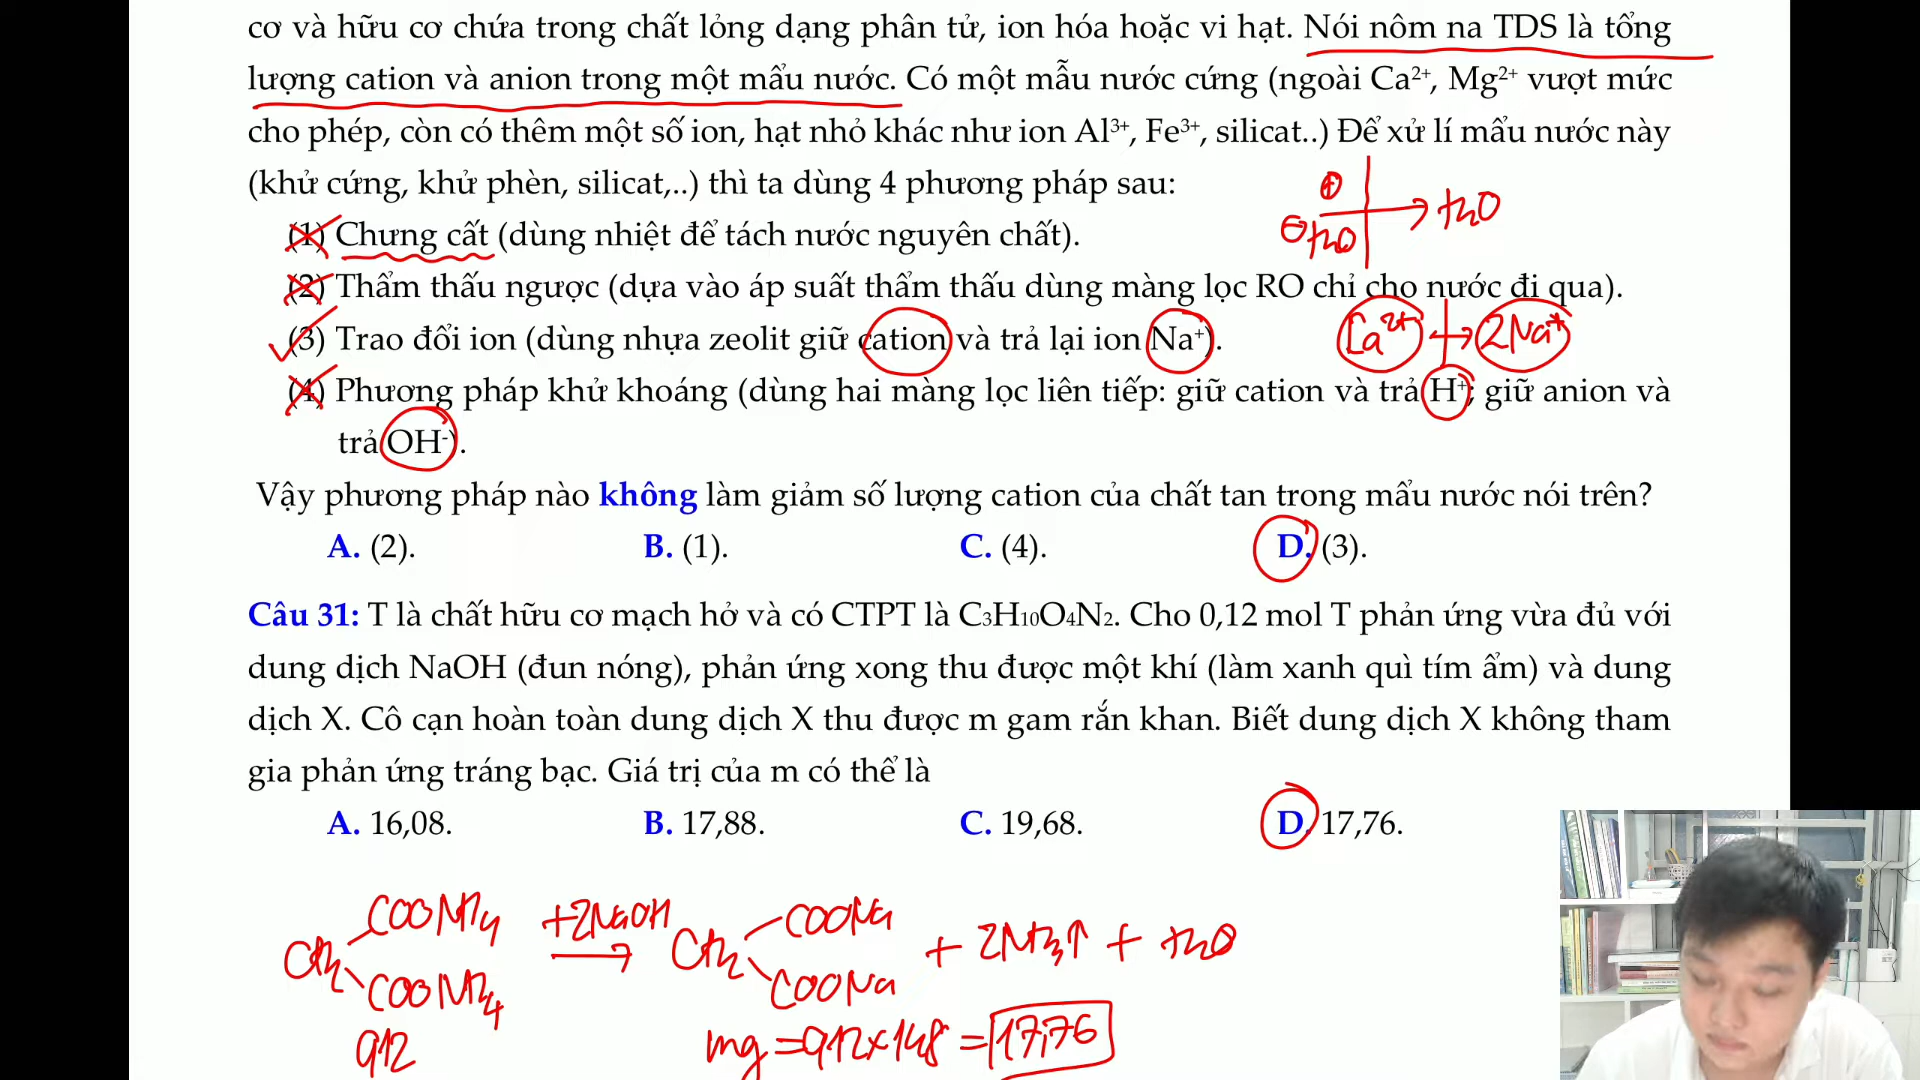 cơ và hữu cơ chứa trong chất lỏng dạng phân tử, ion hóa hoặc vi hạt. Nói nôm na TDS là tổng
lượng cation và anion trong một mẩu nước. Có một mẫu nước cứng (ngoài Ca²⁺, Mg²⁺ vượt mức
cho phép, còn có thêm một số ion, hạt nhỏ khác như ion Al³⁺, Fe³⁺, silicat..) Để xử lí mẩu nước này
(khử cứng, khử phèn, silicat,..) thì ta dùng 4 phương pháp sau:
⊕
⊖ H₂O → H₂O
(1) Chưng cất (dùng nhiệt để tách nước nguyên chất).
(2) Thẩm thấu ngược (dựa vào áp suất thẩm thấu dùng màng lọc RO chỉ cho nước đi qua).
(3) Trao đổi ion (dùng nhựa zeolit giữ cation và trả lại ion Na⁺).
Ca²⁺ → 2Na⁺
(4) Phương pháp khử khoáng (dùng hai màng lọc liên tiếp: giữ cation và trả H⁺; giữ anion và
trả OH⁻).
Vậy phương pháp nào không làm giảm số lượng cation của chất tan trong mẩu nước nói trên?
A. (2). B. (1). C. (4). D. (3).
Câu 31: T là chất hữu cơ mạch hở và có CTPT là C₃H₁₀O₄N₂. Cho 0,12 mol T phản ứng vừa đủ với
dung dịch NaOH (đun nóng), phản ứng xong thu được một khí (làm xanh quì tím ẩm) và dung
dịch X. Cô cạn hoàn toàn dung dịch X thu được m gam rắn khan. Biết dung dịch X không tham
gia phản ứng tráng bạc. Giá trị của m có thể là
A. 16,08. B. 17,88. C. 19,68. D. 17,76.
COONH₄ +2NaOH COONa
CH₂ → CH₂ + 2NH₃↑ + H₂O
COONH₄ COONa
0,12 mg = 0,12 × 148 = 17,76